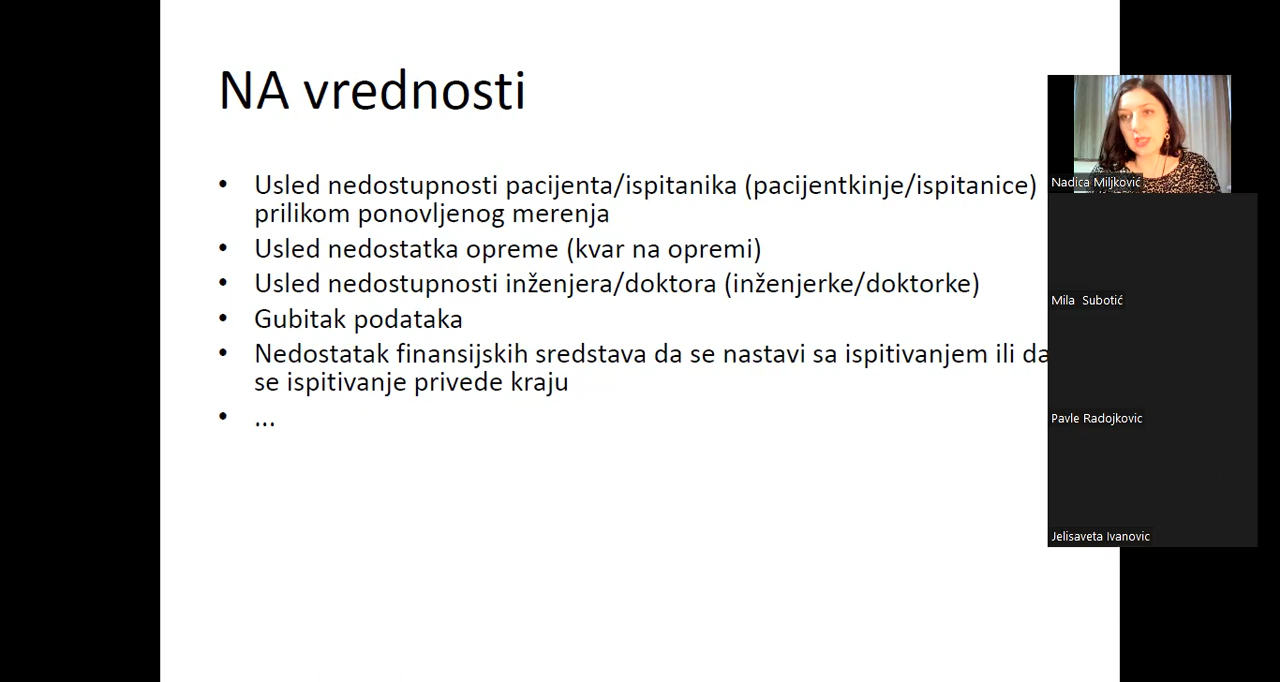 NA vrednosti
• Usled nedostupnosti pacijenta/ispitanika (pacijentkinje/ispitanice)
prilikom ponovljenog merenja
• Usled nedostatka opreme (kvar na opremi)
• Usled nedostupnosti inženjera/doktora (inženjerke/doktorke)
• Gubitak podataka
• Nedostatak finansijskih sredstava da se nastavi sa ispitivanjem ili da
se ispitivanje privede kraju
• ...
Nadica Miljković
Mila Subotić
Pavle Radojkovic
Jelisaveta Ivanovic